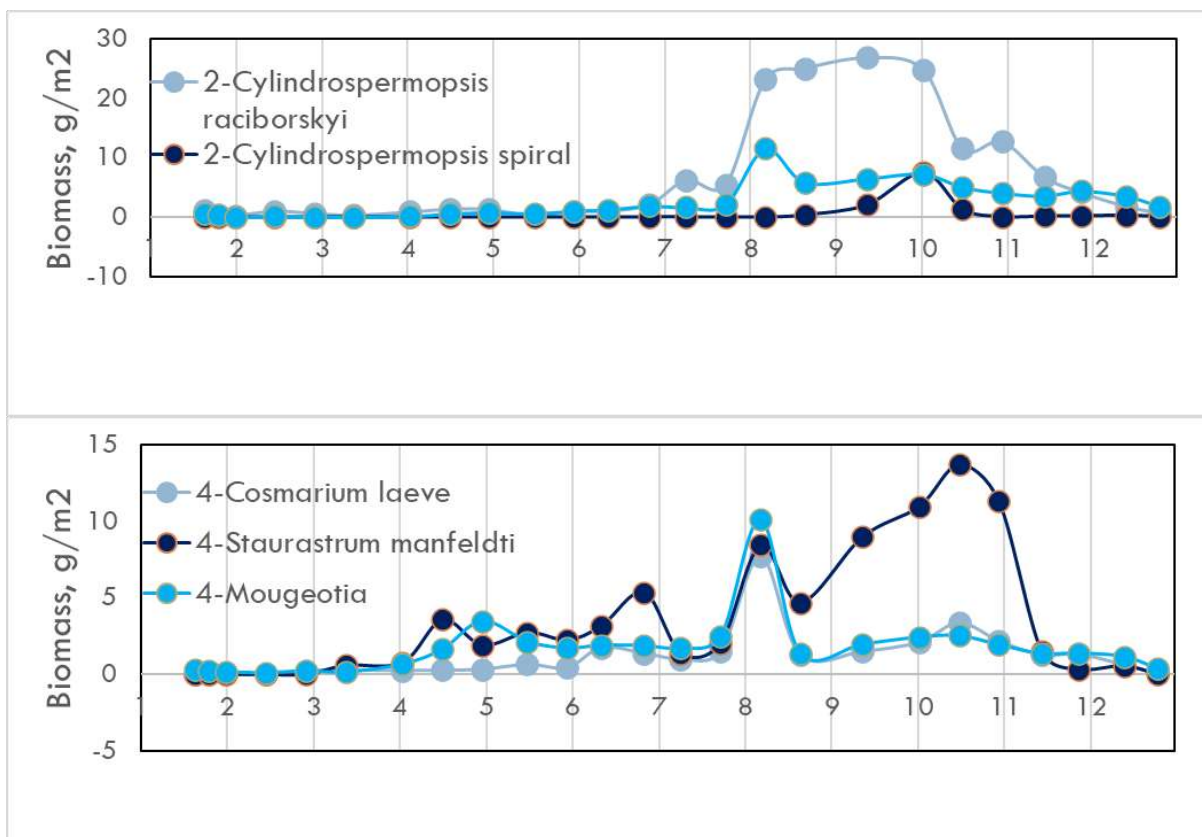 Biomass, g/m2
30
20
10
0
-10
2-Cylindrospermopsis
raciborskyi
2-Cylindrospermopsis spiral
1 2 3 4 5 6 7 8 9 10 11 12
Biomass, g/m2
15
10
5
0
-5
4-Cosmarium laeve
4-Staurastrum manfeldti
4-Mougeotia
1 2 3 4 5 6 7 8 9 10 11 12